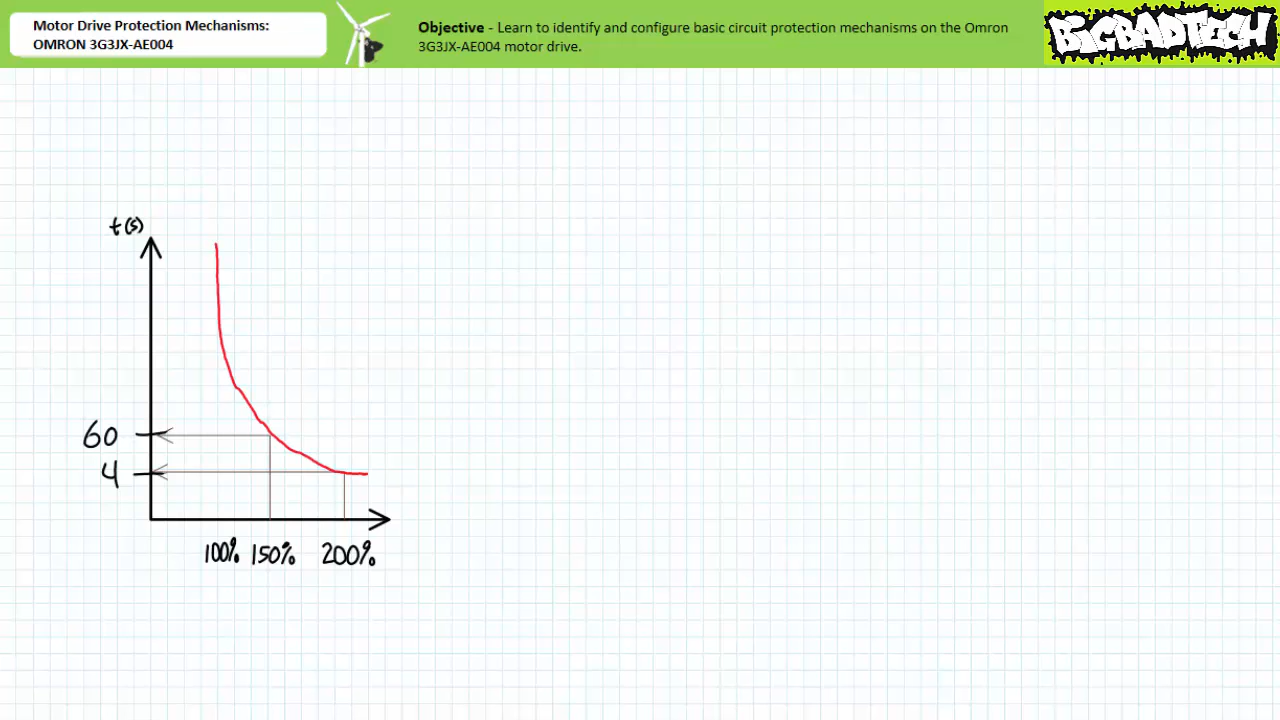 Motor Drive Protection Mechanisms:
OMRON 3G3JX-AE004
Objective - Learn to identify and configure basic circuit protection mechanisms on the Omron
3G3JX-AE004 motor drive.
BIGBADTECH
t(s)
60
4
100% 150% 200%